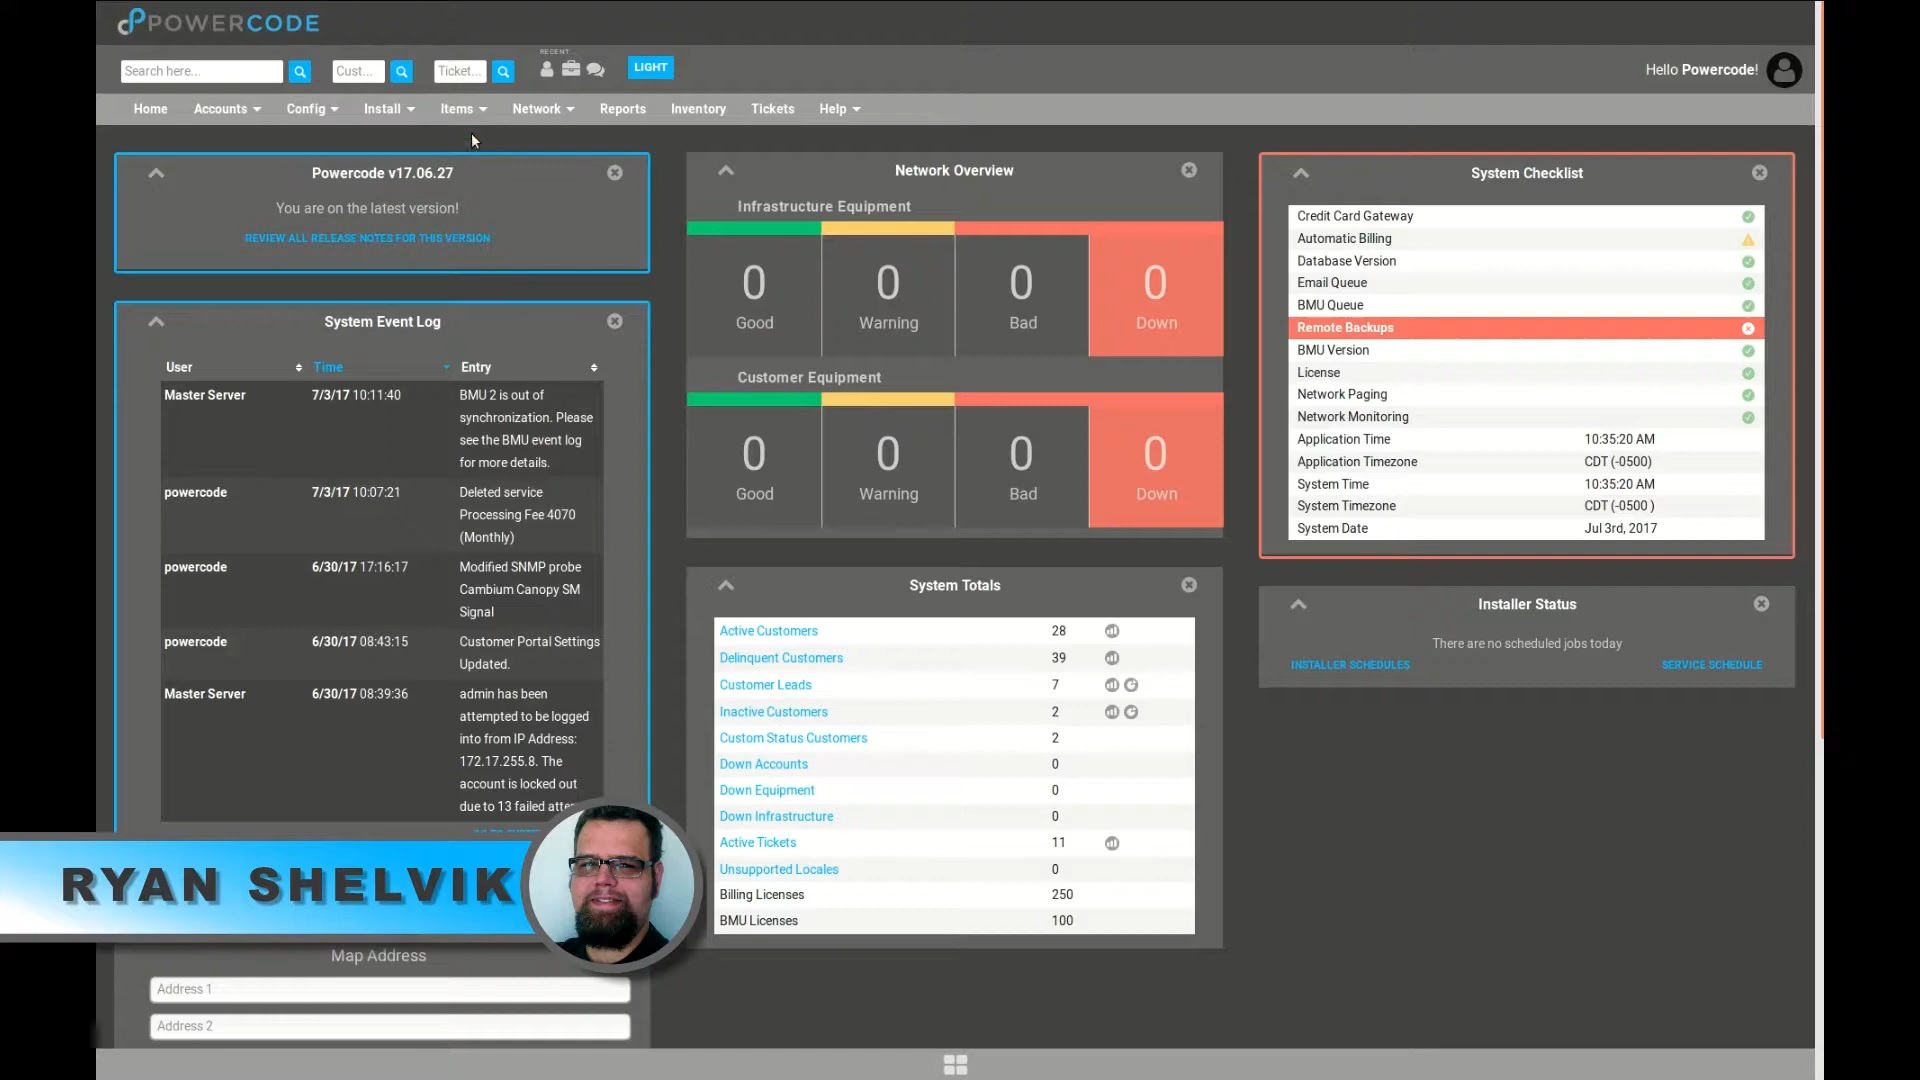 POWERCODE
Search here...
Cust...
Ticket...
RECENT:
LIGHT
Hello Powercode!
Home
Accounts
Config
Install
Items
Network
Reports
Inventory
Tickets
Help
Powercode v17.06.27
You are on the latest version!
REVIEW ALL RELEASE NOTES FOR THIS VERSION
System Event Log
User Time Entry
Master Server 7/3/17 10:11:40 BMU 2 is out of
synchronization. Please
see the BMU event log
for more details.
powercode 7/3/17 10:07:21 Deleted service
Processing Fee 4070
(Monthly)
powercode 6/30/17 17:16:17 Modified SNMP probe
Cambium Canopy SM
Signal
powercode 6/30/17 08:43:15 Customer Portal Settings
Updated.
Master Server 6/30/17 08:39:36 admin has been
attempted to be logged
into from IP Address:
172.17.255.8. The
account is locked out
due to 13 failed
RYAN SHELVIK
Map Address
Address 1
Address 2
Network Overview
Infrastructure Equipment
0 0 0 0
Good Warning Bad Down
Customer Equipment
0 0 0 0
Good Warning Bad Down
System Totals
Active Customers 28
Delinquent Customers 39
Customer Leads 7
Inactive Customers 2
Custom Status Customers 2
Down Accounts 0
Down Equipment 0
Down Infrastructure 0
Active Tickets 11
Unsupported Locales 0
Billing Licenses 250
BMU Licenses 100
System Checklist
Credit Card Gateway
Automatic Billing
Database Version
Email Queue
BMU Queue
Remote Backups
BMU Version
License
Network Paging
Network Monitoring
Application Time 10:35:20 AM
Application Timezone CDT (-0500)
System Time 10:35:20 AM
System Timezone CDT (-0500 )
System Date Jul 3rd, 2017
Installer Status
There are no scheduled jobs today
INSTALLER SCHEDULES SERVICE SCHEDULE